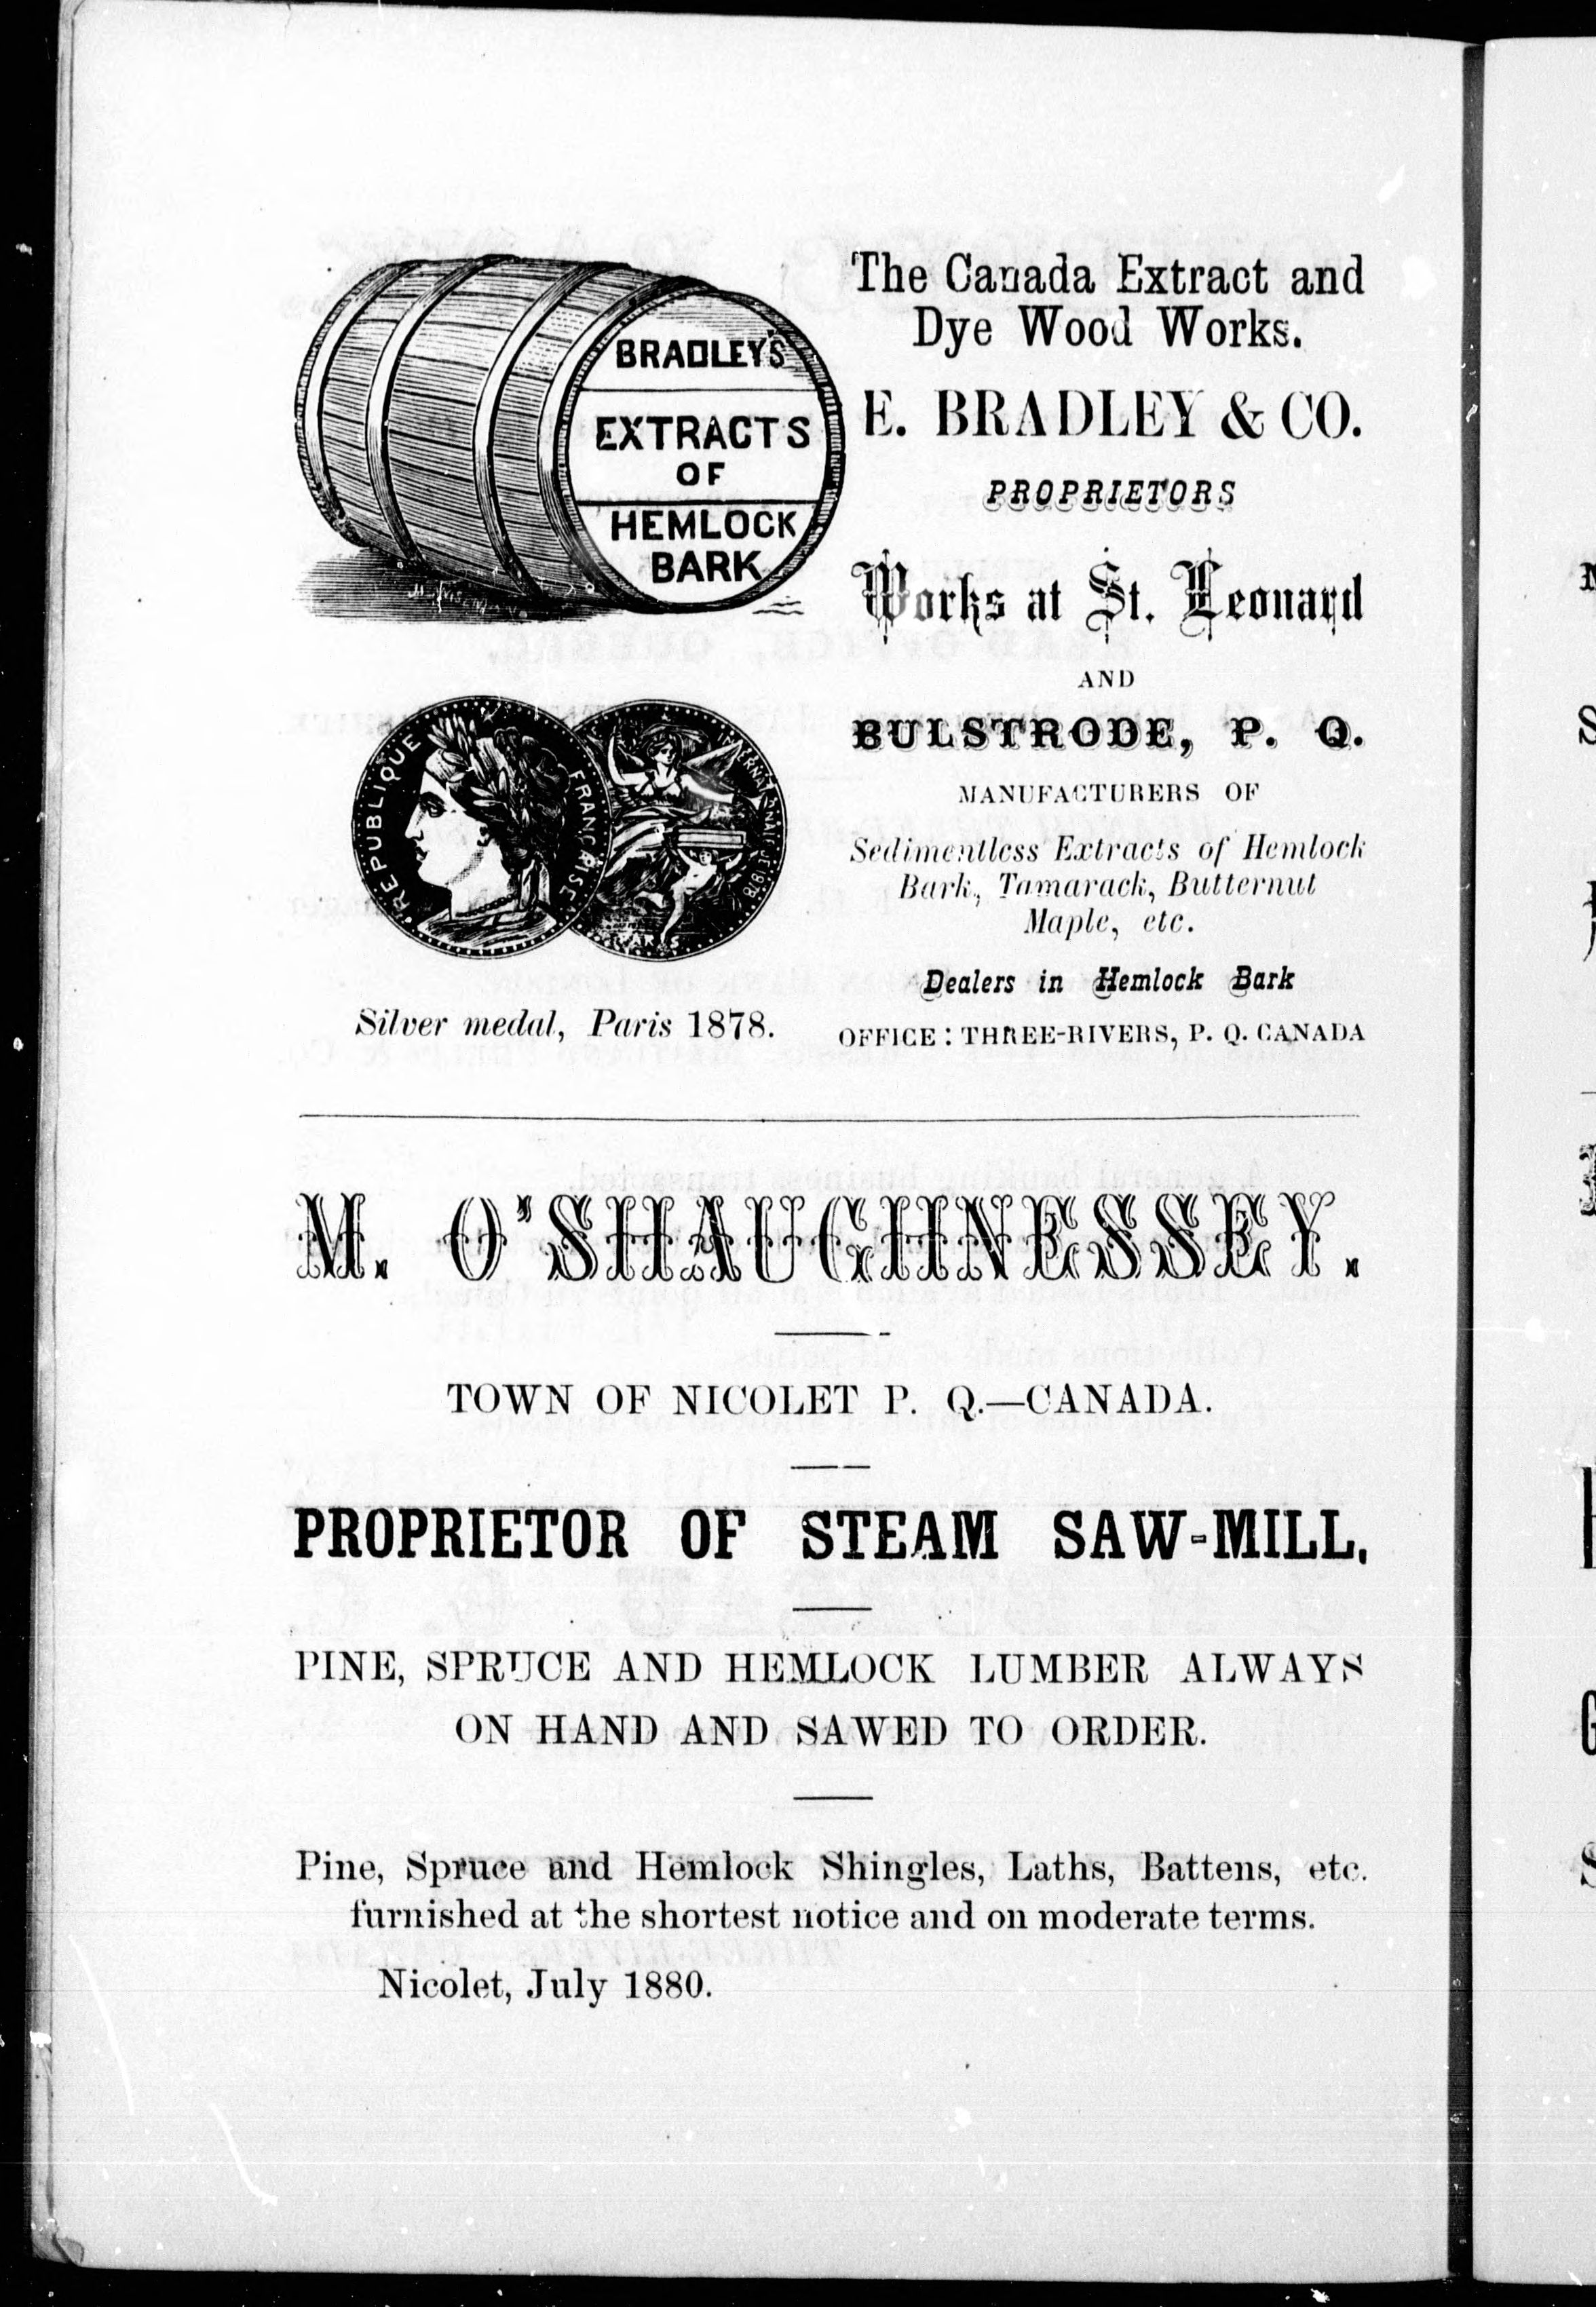 BRADLEY'S
EXTRACTS
OF
HEMLOCK
BARK
The Canada Extract and
Dye Wood Works.
E. BRADLEY & CO.
PROPRIETORS
Works at St. Leonard
AND
BULSTRODE, P. Q.
MANUFACTURERS OF
Sedimentless Extracts of Hemlock
Bark, Tamarack, Butternut
Maple, etc.
Dealers in Hemlock Bark
OFFICE : THREE-RIVERS, P. Q. CANADA
REPUBLIQUE FRANCAISE
1878
PARIS
Silver medal, Paris 1878.
M. O'SHAUGHNESSEY.
TOWN OF NICOLET P. Q.—CANADA.
PROPRIETOR OF STEAM SAW-MILL,
PINE, SPRUCE AND HEMLOCK LUMBER ALWAYS
ON HAND AND SAWED TO ORDER.
Pine, Spruce and Hemlock Shingles, Laths, Battens, etc.
furnished at the shortest notice and on moderate terms.
Nicolet, July 1880.